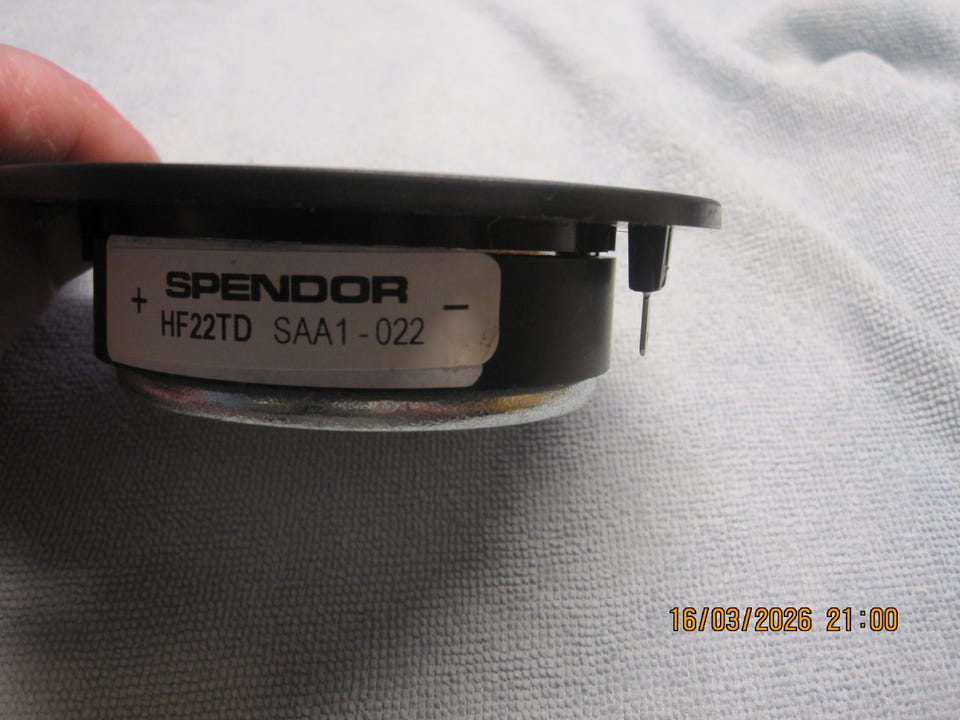 + SPENDOR −
HF22TD SAA1-022
16/03/2026 21:00